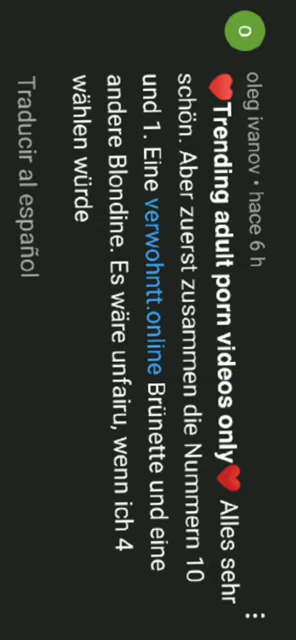 oleg ivanov • hace 6 h
❤️Trending adult porn videos only❤️ Alles sehr
schön. Aber zuerst zusammen die Nummern 10
und 1. Eine verwohntt.online Brünette und eine
andere Blondine. Es wäre unfairu, wenn ich 4
wählen würde
Traducir al español